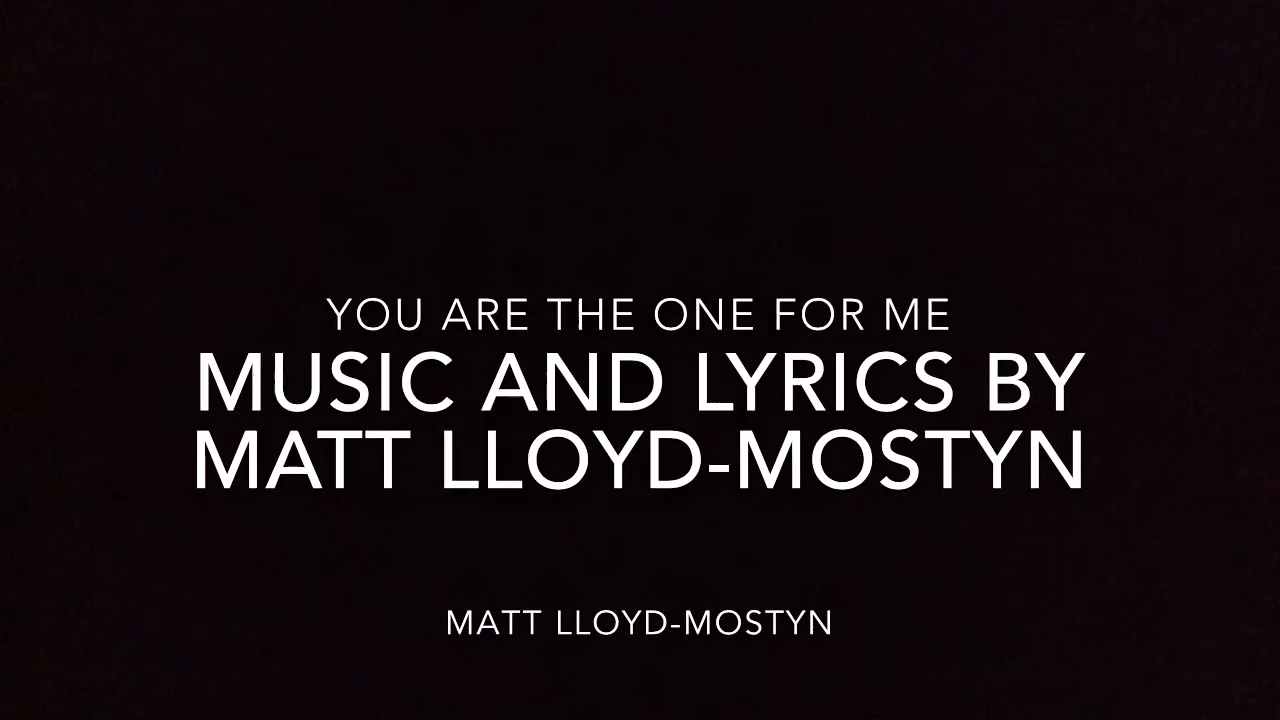 YOU ARE THE ONE FOR ME
MUSIC AND LYRICS BY
MATT LLOYD-MOSTYN
MATT LLOYD-MOSTYN